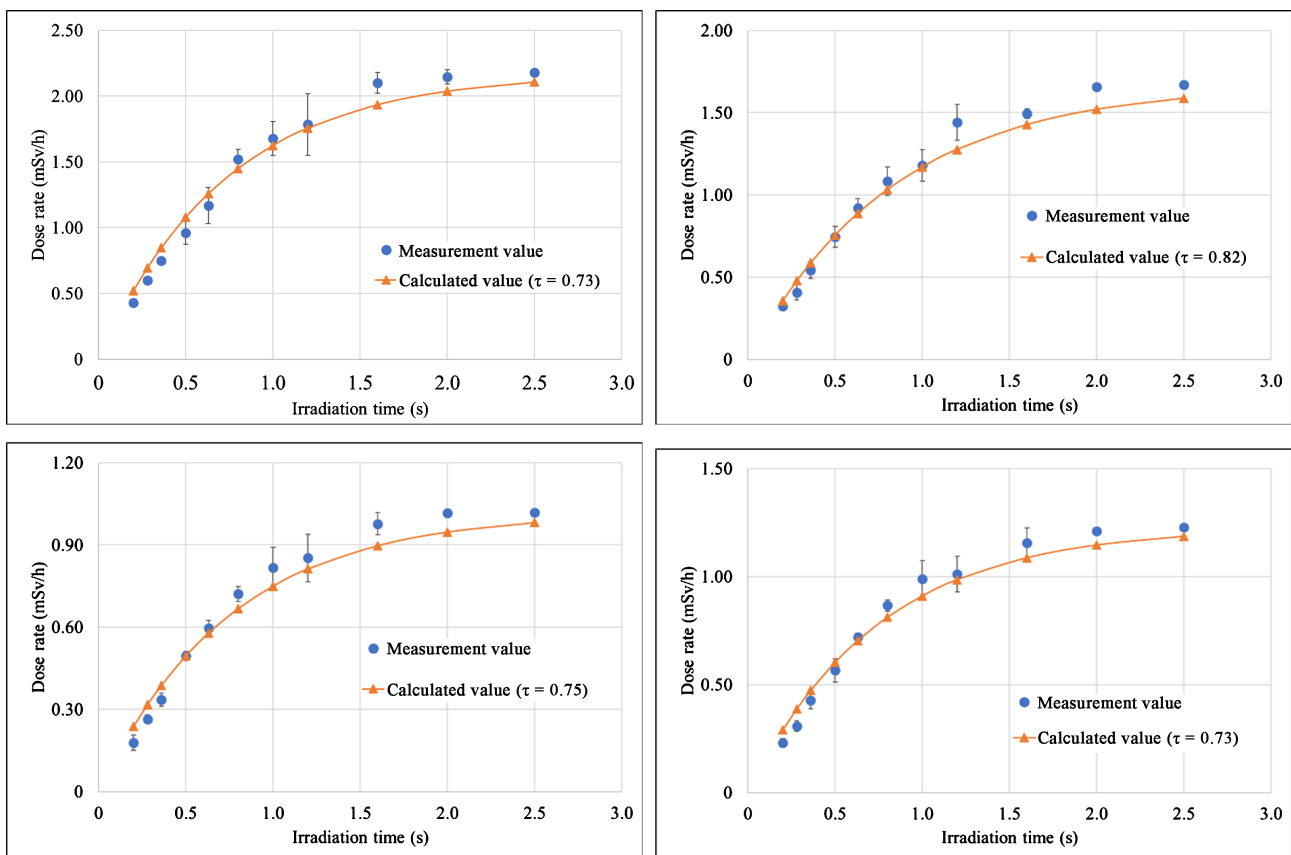 2.50
2.00
1.50
1.00
0.50
0
Dose rate (mSv/h)
Measurement value
Calculated value (τ = 0.73)
0 0.5 1.0 1.5 2.0 2.5 3.0
Irradiation time (s)
2.00
1.50
1.00
0.50
0
Dose rate (mSv/h)
Measurement value
Calculated value (τ = 0.82)
0 0.5 1.0 1.5 2.0 2.5 3.0
Irradiation time (s)
1.20
0.90
0.60
0.30
0
Dose rate (mSv/h)
Measurement value
Calculated value (τ = 0.75)
0 0.5 1.0 1.5 2.0 2.5 3.0
Irradiation time (s)
1.50
1.00
0.50
0
Dose rate (mSv/h)
Measurement value
Calculated value (τ = 0.73)
0 0.5 1.0 1.5 2.0 2.5 3.0
Irradiation time (s)